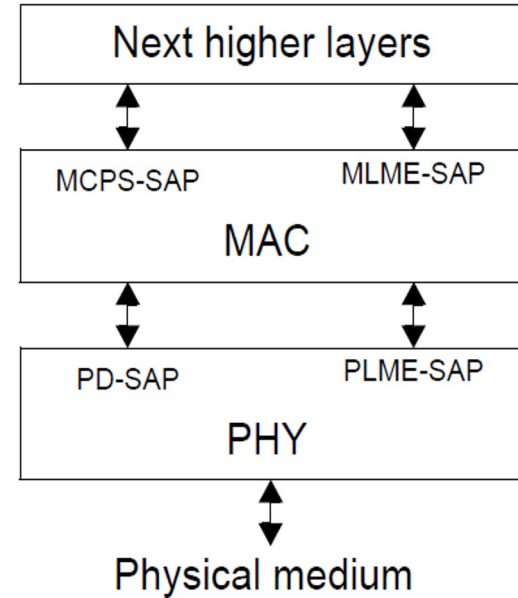 Next higher layers
MCPS-SAP
MLME-SAP
MAC
PD-SAP
PLME-SAP
PHY
Physical medium